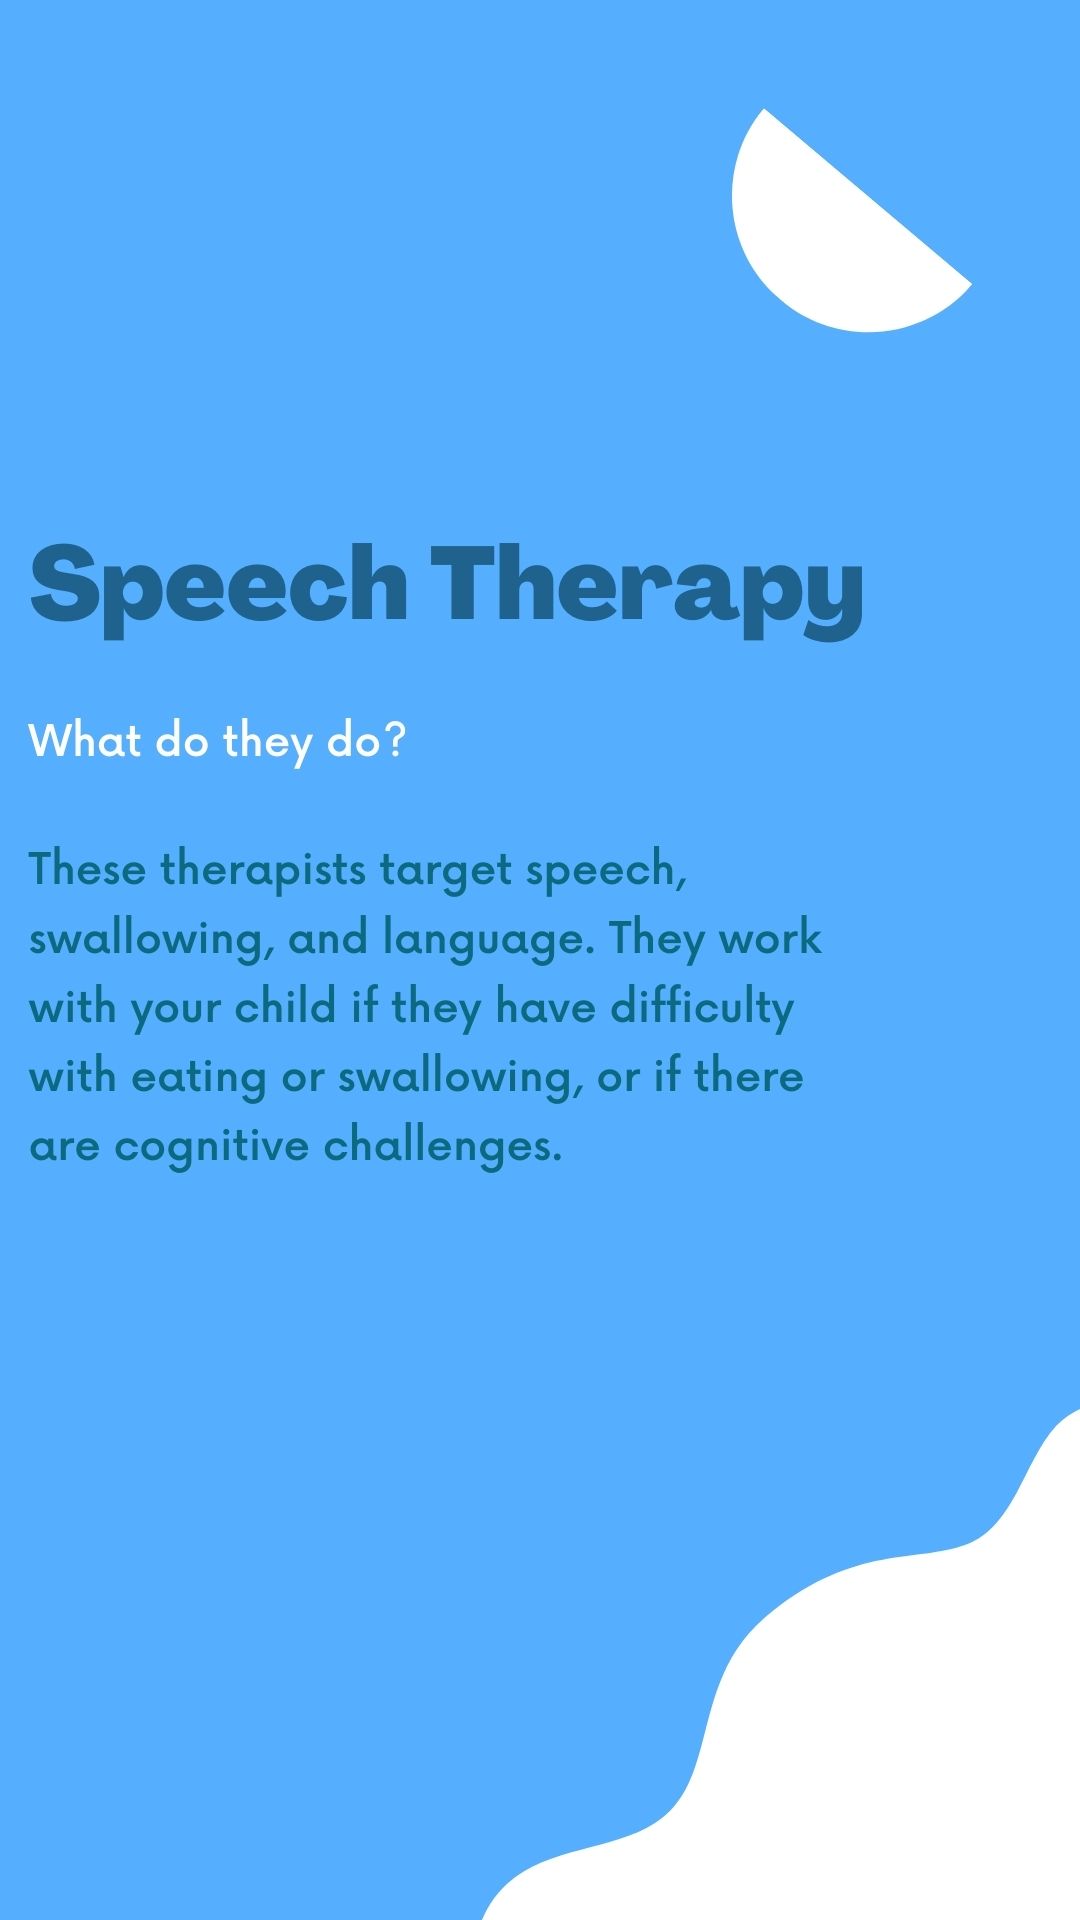 Speech Therapy
What do they do?
These therapists target speech,
swallowing, and language. They work
with your child if they have difficulty
with eating or swallowing, or if there
are cognitive challenges.